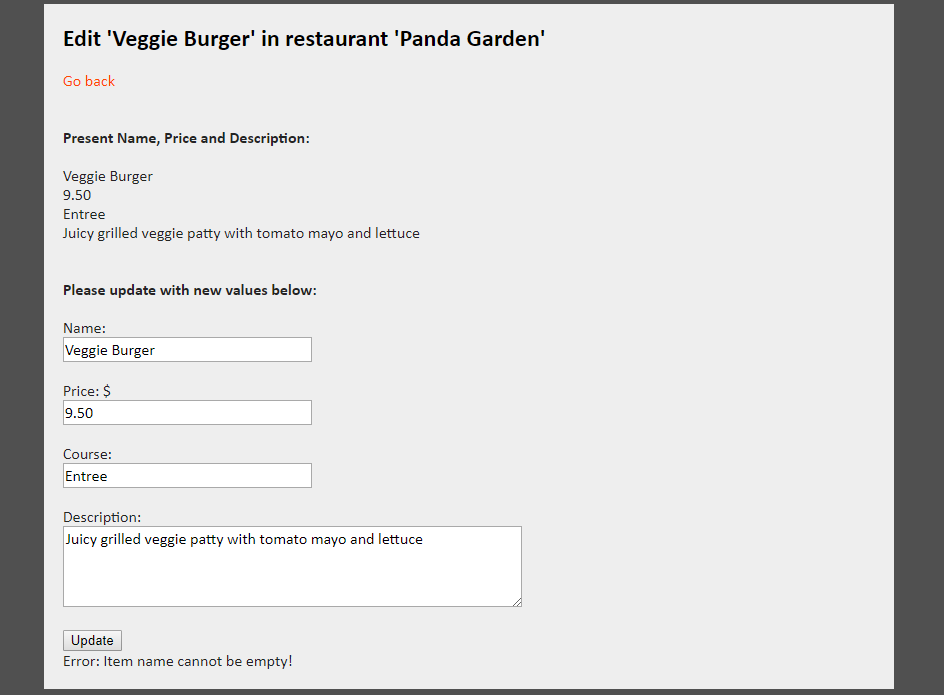 Edit 'Veggie Burger' in restaurant 'Panda Garden'
Go back
Present Name, Price and Description:
Veggie Burger
9.50
Entree
Juicy grilled veggie patty with tomato mayo and lettuce
Please update with new values below:
Name:
Veggie Burger
Price: $
9.50
Course:
Entree
Description:
Juicy grilled veggie patty with tomato mayo and lettuce
Update
Error: Item name cannot be empty!